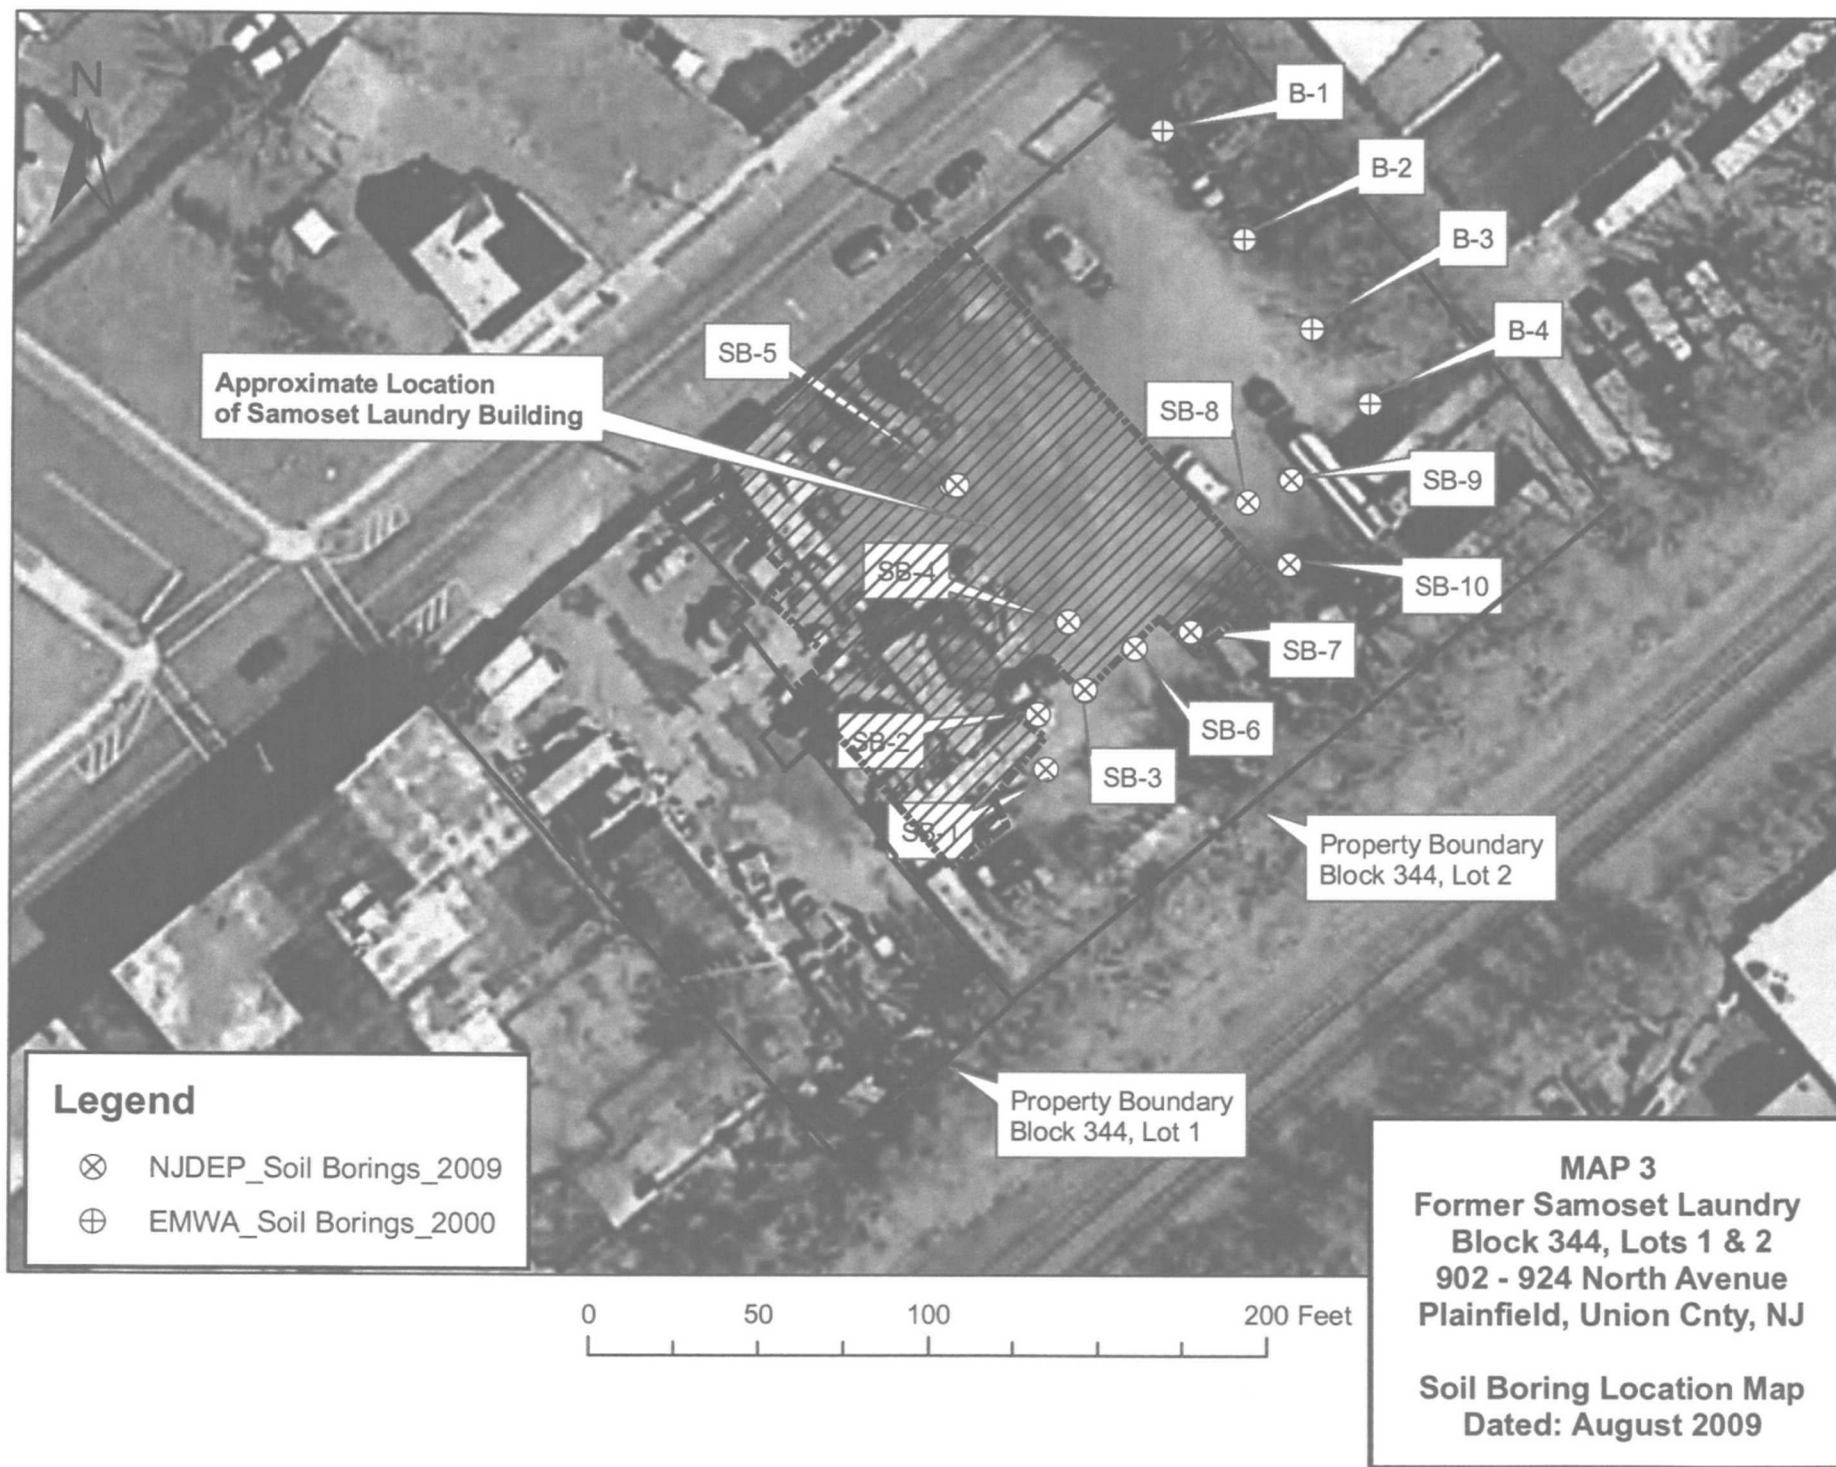 N
B-1
B-2
B-3
B-4
SB-5
Approximate Location
of Samoset Laundry Building
SB-8
SB-9
SB-4
SB-10
SB-7
SB-6
SB-2
SB-3
SB-1
Property Boundary
Block 344, Lot 2
Property Boundary
Block 344, Lot 1
Legend
NJDEP_Soil Borings_2009
EMWA_Soil Borings_2000
0 50 100 200 Feet
MAP 3
Former Samoset Laundry
Block 344, Lots 1 & 2
902 - 924 North Avenue
Plainfield, Union Cnty, NJ
Soil Boring Location Map
Dated: August 2009